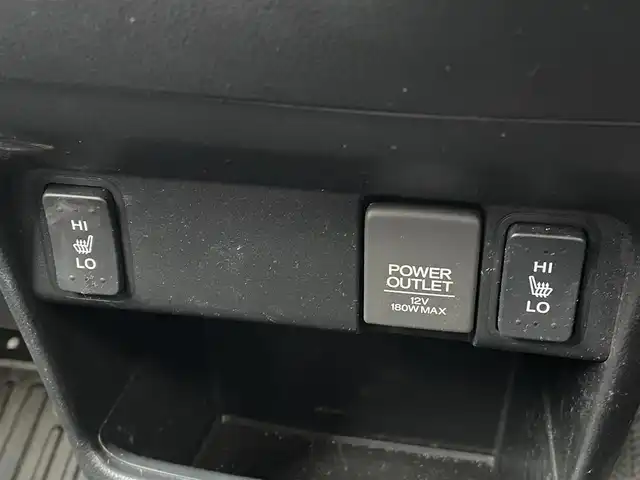 HI
LO
POWER
OUTLET
12V
180W MAX
HI
LO